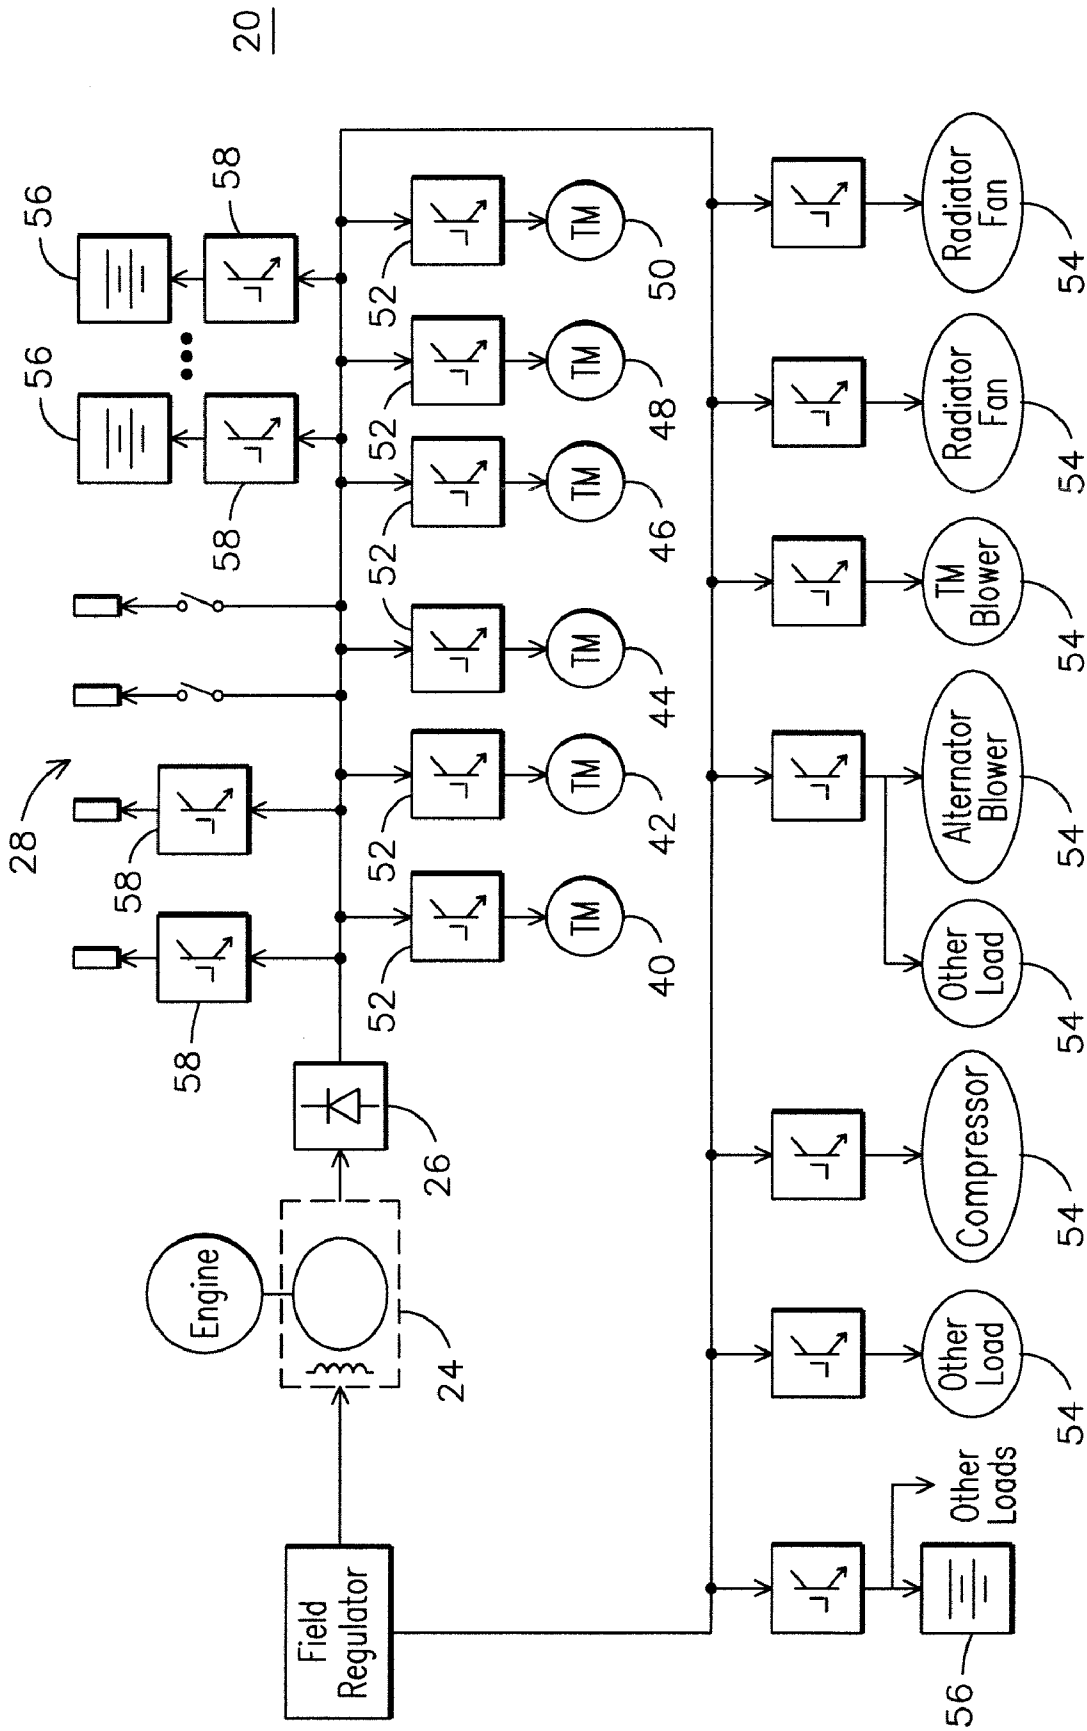 28
56
56
58
58
58
58
20
Engine
Field
Regulator
24
26
52
52
52
52
52
TM
TM
TM
TM
TM
TM
40
42
44
46
48
50
Other
Loads
Other
Load
Compressor
Other
Load
Alternator
Blower
TM
Blower
Radiator
Fan
Radiator
Fan
56
54
54
54
54
54
54
54